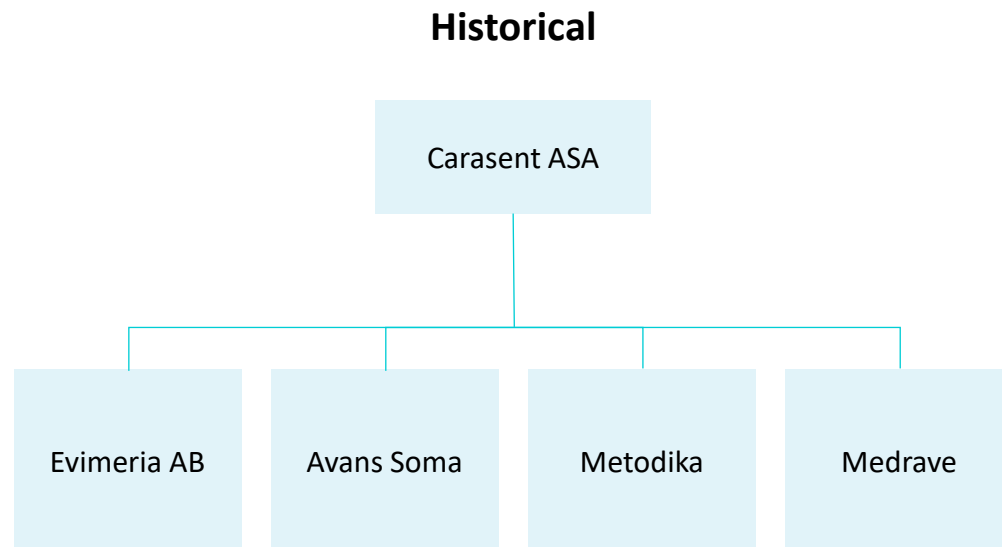 Historical
Carasent ASA
Evimeria AB
Avans Soma
Metodika
Medrave